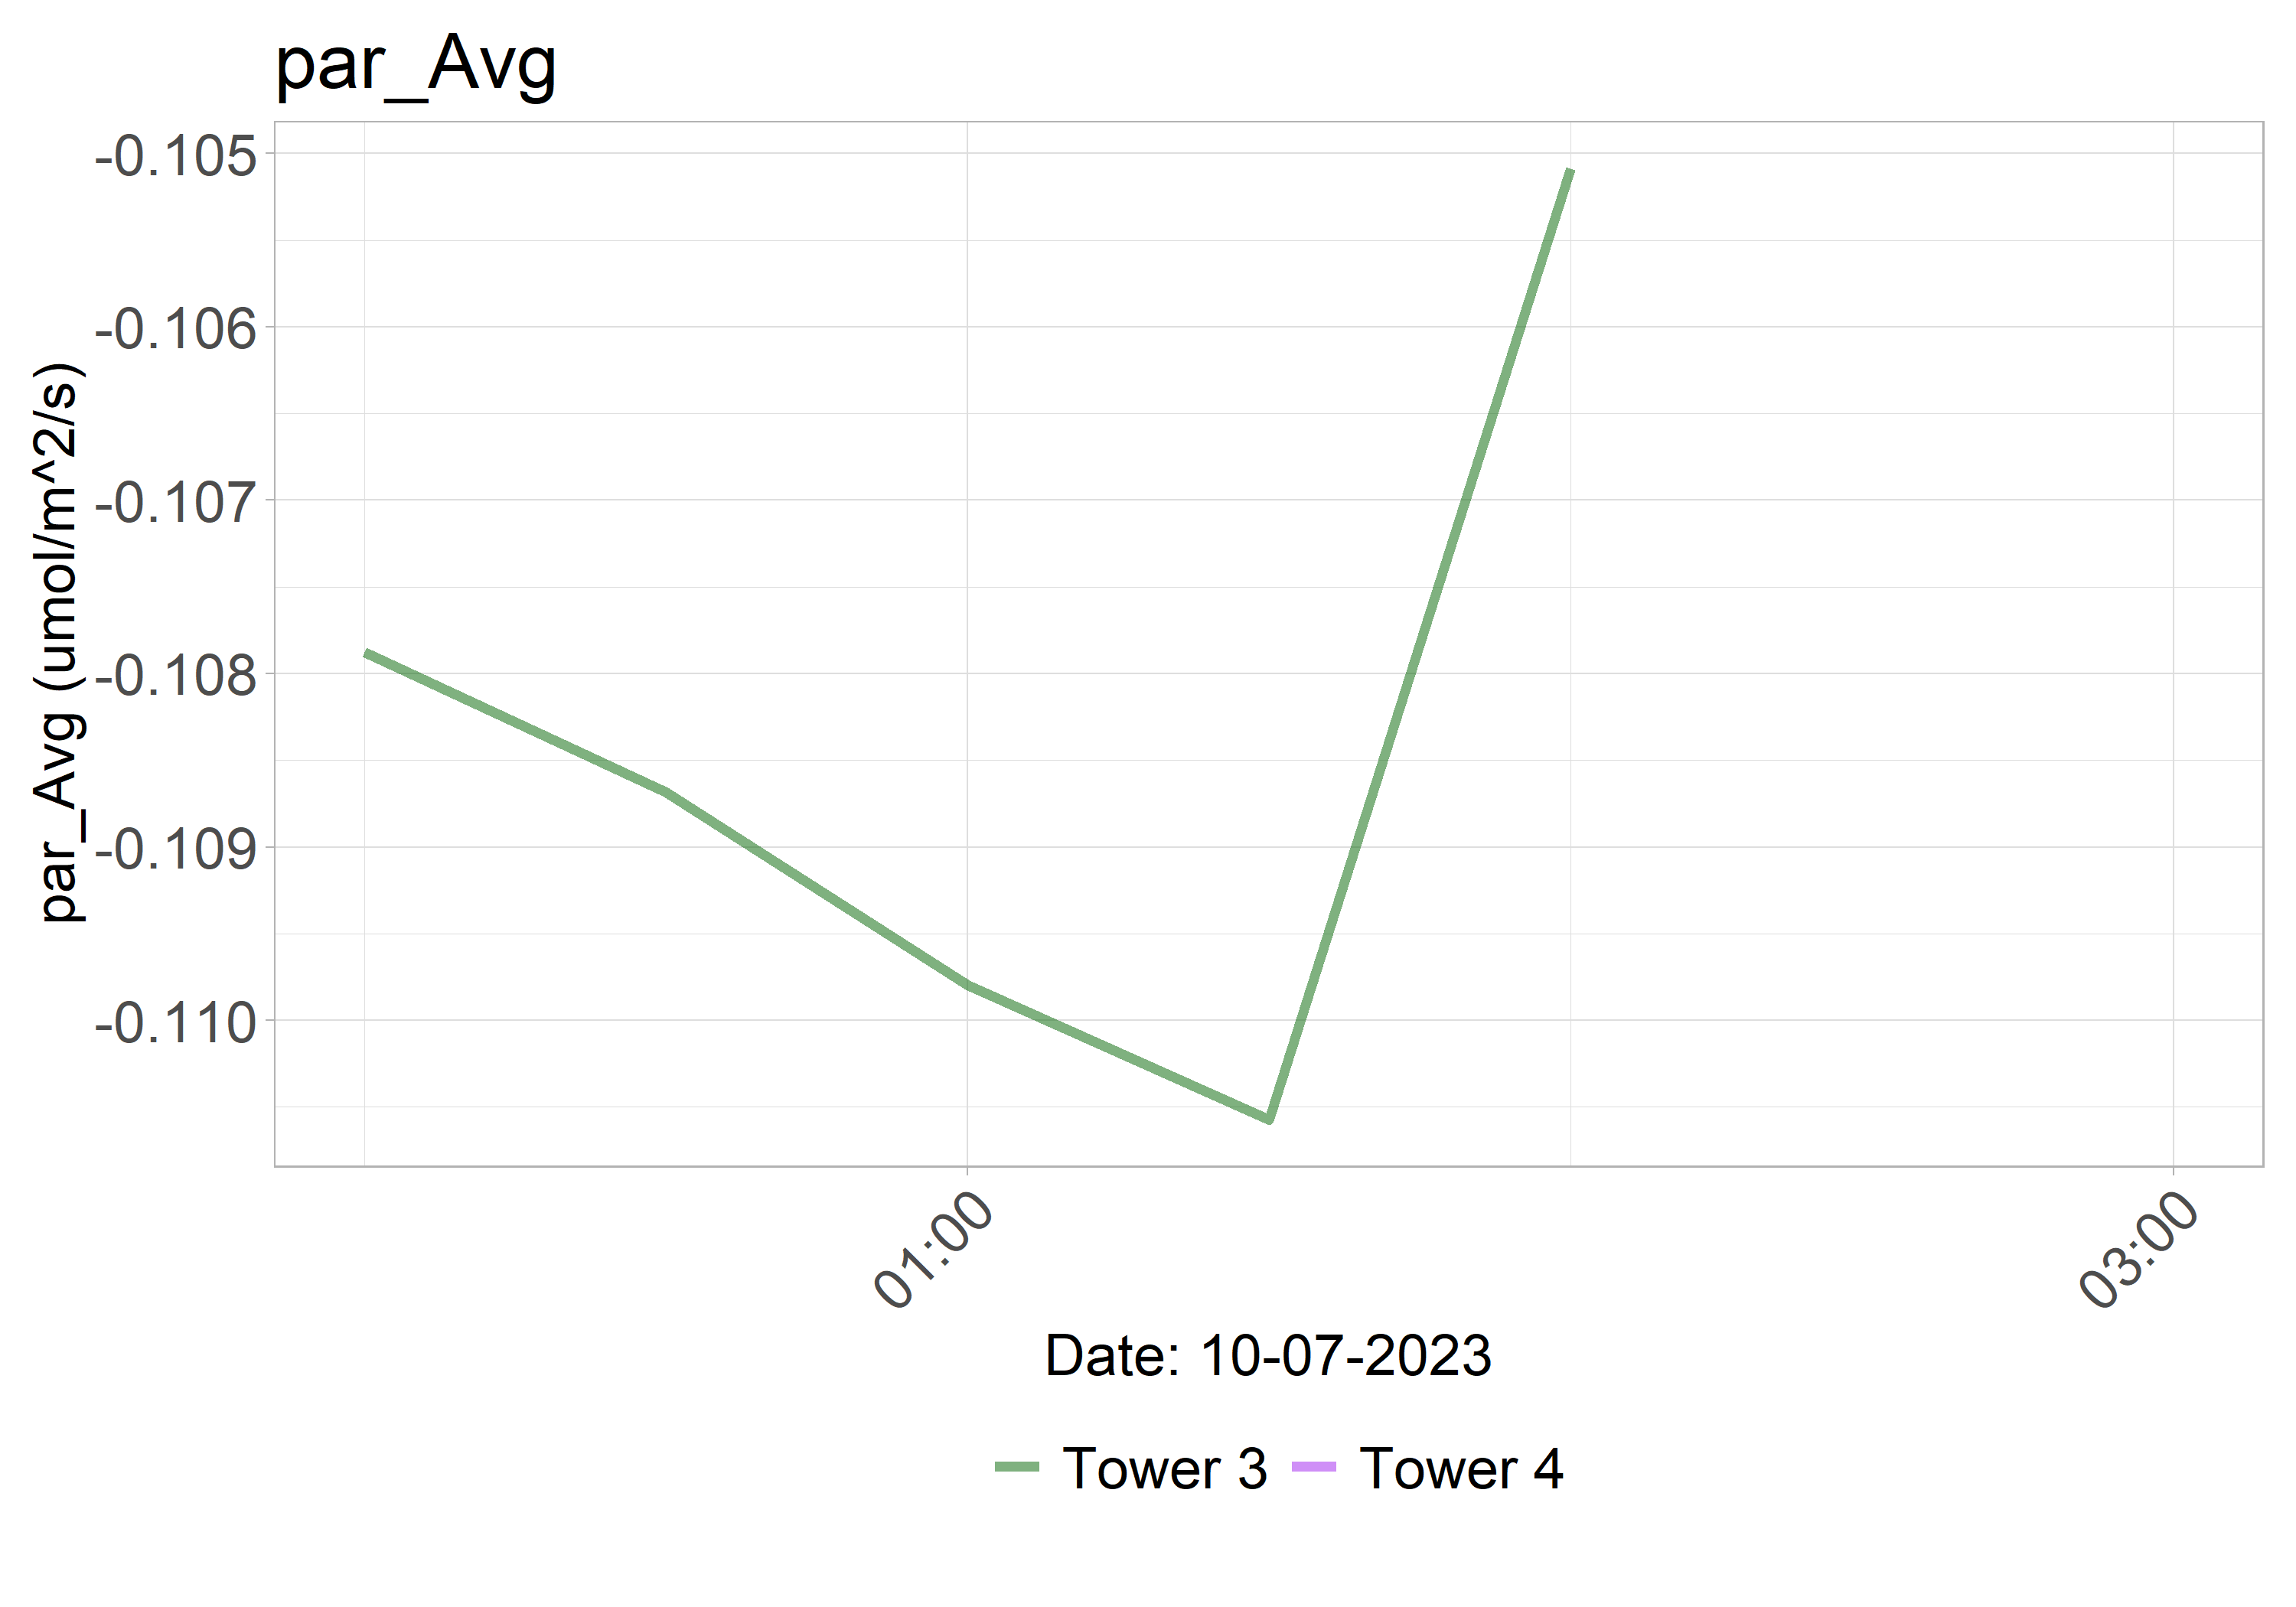 par_Avg
par_Avg (umol/m^2/s)
-0.105
-0.106
-0.107
-0.108
-0.109
-0.110
01:00
03:00
Date: 10-07-2023
Tower 3
Tower 4